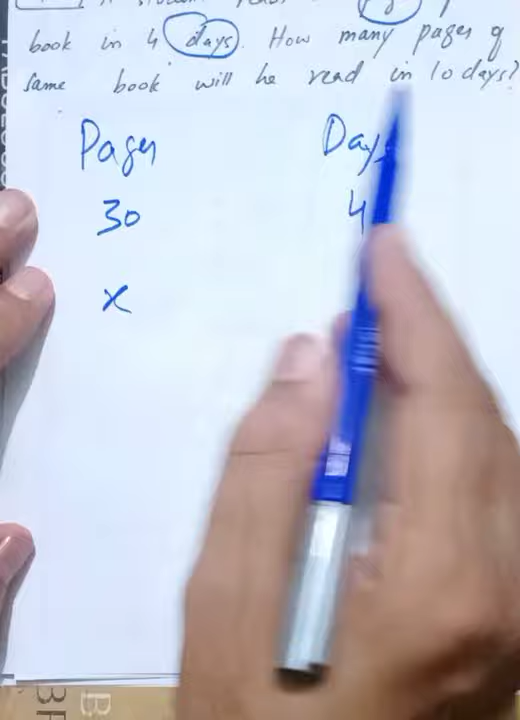 book in 4 days. How many pages of
same book will he read in 10 days?
Pages Days
30 4
x